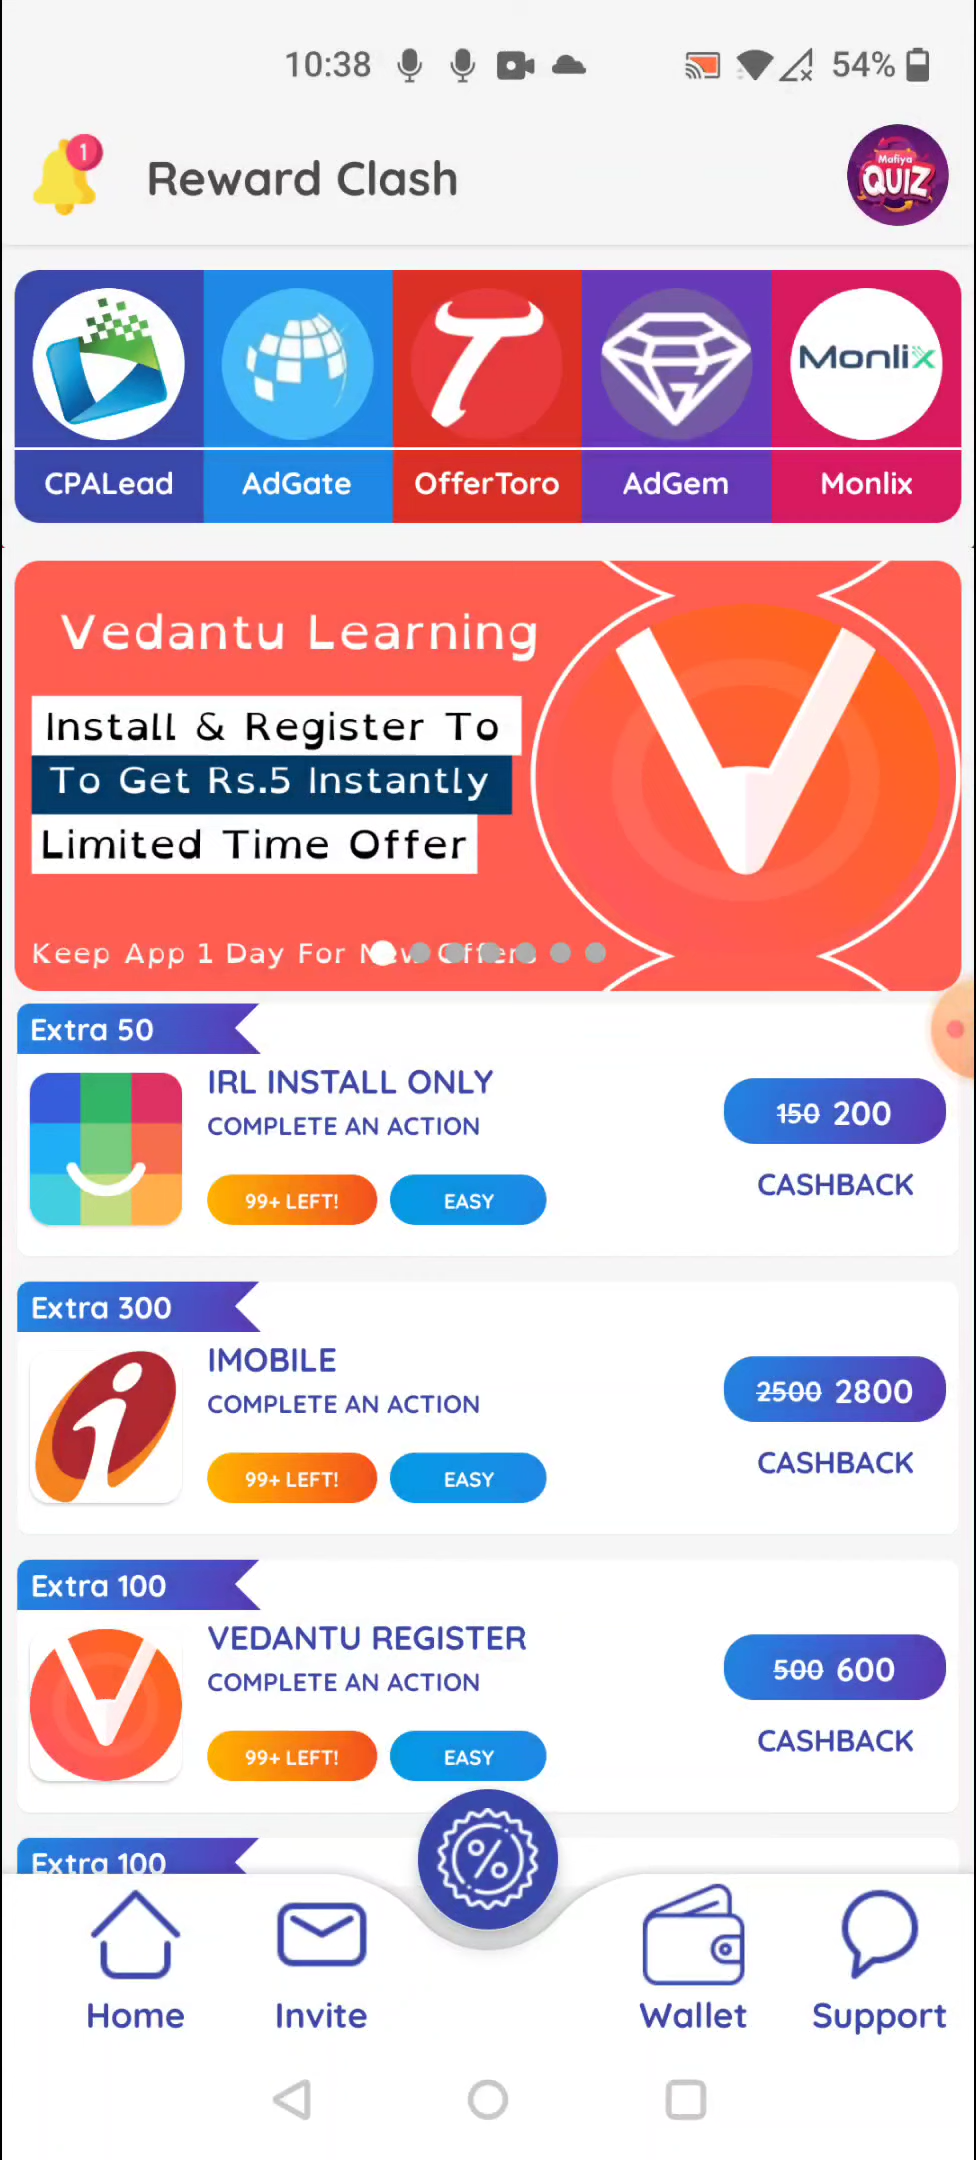 10:38
54%
1
Reward Clash
Mafiya
QUIZ
Monlix
CPALead
AdGate
OfferToro
AdGem
Monlix
Vedantu Learning
Install & Register To
To Get Rs.5 Instantly
Limited Time Offer
Keep App 1 Day For New Offers
Extra 50
IRL INSTALL ONLY
COMPLETE AN ACTION
150 200
99+ LEFT!
EASY
CASHBACK
Extra 300
IMOBILE
COMPLETE AN ACTION
2500 2800
99+ LEFT!
EASY
CASHBACK
Extra 100
VEDANTU REGISTER
COMPLETE AN ACTION
500 600
99+ LEFT!
EASY
CASHBACK
Extra 100
Home
Invite
Wallet
Support